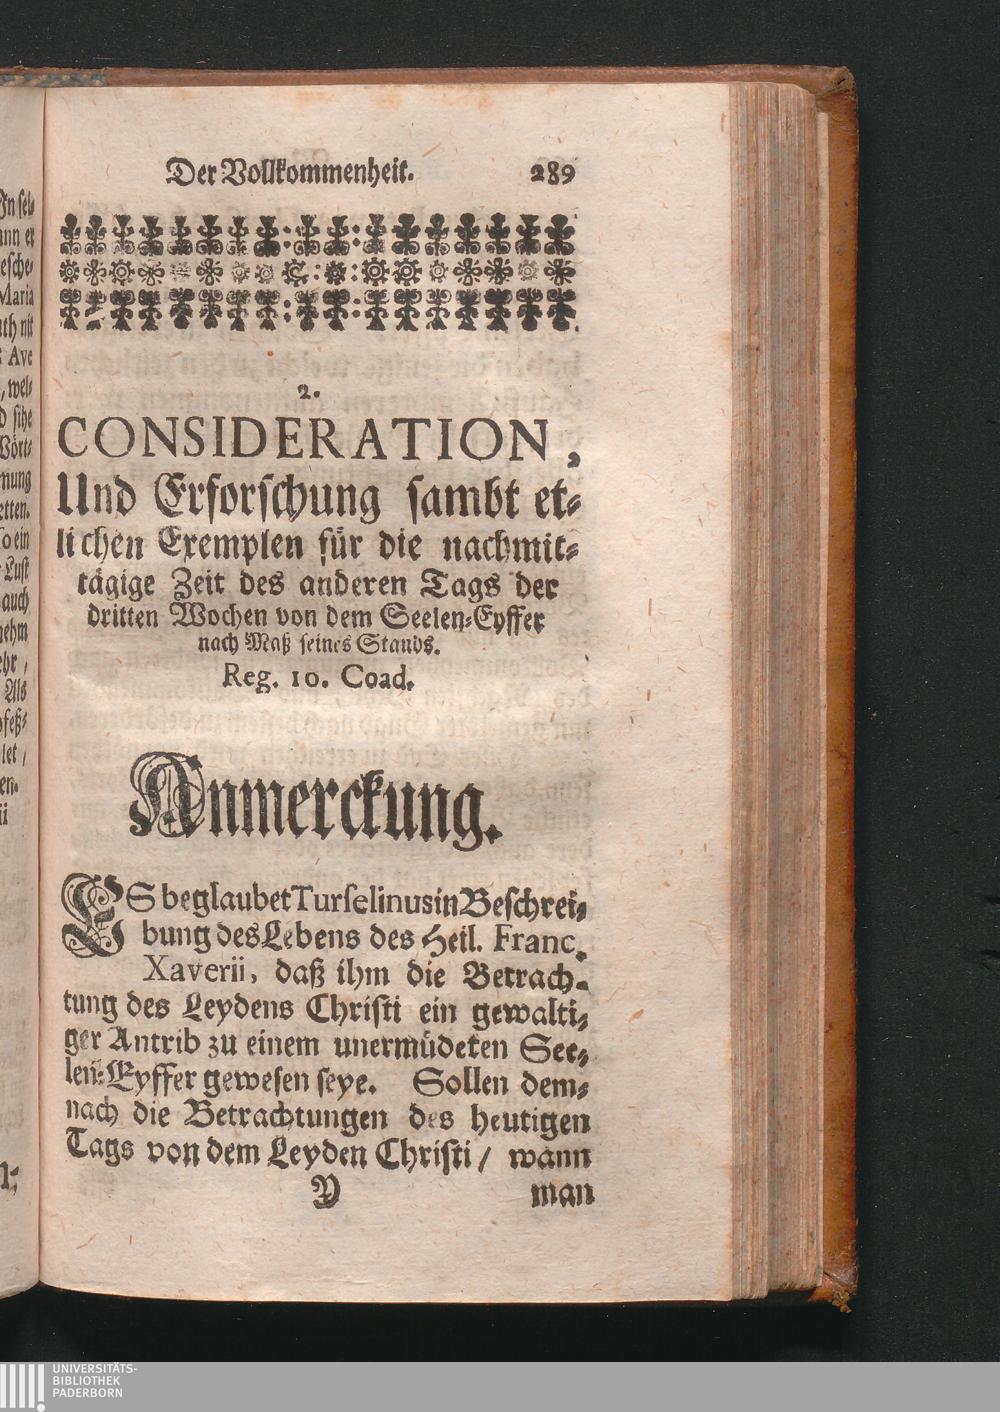 Der Vollkommenheit. 289
2.
CONSIDERATION,
Und Erforschung sambt et-
lichen Exemplen für die nachmit-
tägige Zeit des anderen Tags der
dritten Wochen von dem Seelen-Eyffer
nach Maß seines Stands.
Reg. 10. Coad.
Anmerckung.
ES beglaubet Turselinus in Beschrei-
bung des Lebens des Heil. Franc.
Xaverii, daß ihm die Betrach-
tung des Leydens Christi ein gewalti-
ger Antrib zu einem unermüdeten See-
len-Eyffer gewesen seye. Sollen dem-
nach die Betrachtungen des heutigen
Tags von dem Leyden Christi / wann
man
UNIVERSITÄTS-
BIBLIOTHEK
PADERBORN